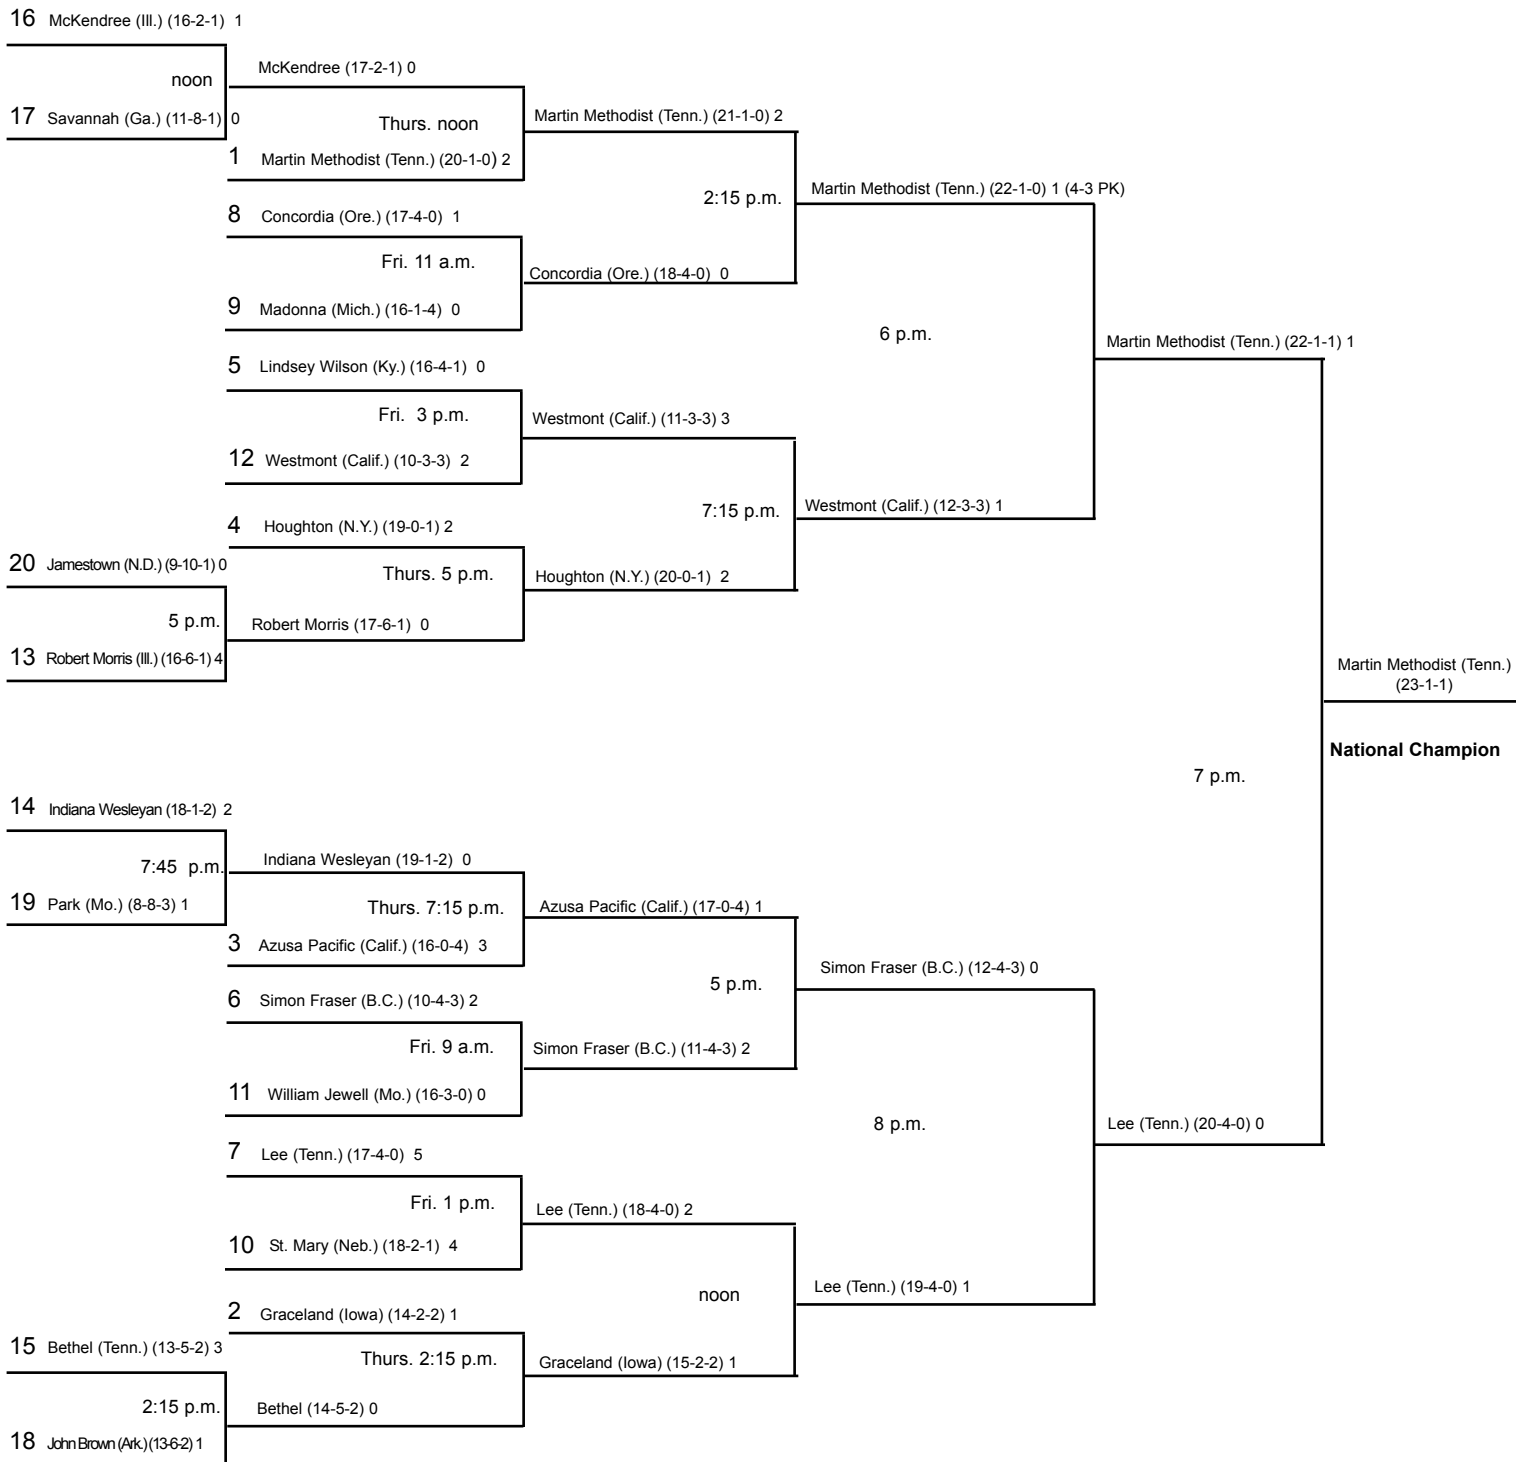 16 McKendree (Ill.) (16-2-1) 1
noon
17 Savannah (Ga.) (11-8-1) 0
McKendree (17-2-1) 0
Thurs. noon
1 Martin Methodist (Tenn.) (20-1-0) 2
Martin Methodist (Tenn.) (21-1-0) 2
8 Concordia (Ore.) (17-4-0) 1
Fri. 11 a.m.
9 Madonna (Mich.) (16-1-4) 0
2:15 p.m.
Concordia (Ore.) (18-4-0) 0
Martin Methodist (Tenn.) (22-1-0) 1 (4-3 PK)
5 Lindsey Wilson (Ky.) (16-4-1) 0
Fri. 3 p.m.
12 Westmont (Calif.) (10-3-3) 2
Westmont (Calif.) (11-3-3) 3
6 p.m.
Martin Methodist (Tenn.) (22-1-1) 1
4 Houghton (N.Y.) (19-0-1) 2
20 Jamestown (N.D.) (9-10-1) 0
5 p.m.
13 Robert Morris (Ill.) (16-6-1) 4
Thurs. 5 p.m.
Robert Morris (17-6-1) 0
7:15 p.m.
Houghton (N.Y.) (20-0-1) 2
Westmont (Calif.) (12-3-3) 1
Martin Methodist (Tenn.)
(23-1-1)
National Champion
7 p.m.
14 Indiana Wesleyan (18-1-2) 2
7:45 p.m.
19 Park (Mo.) (8-8-3) 1
Indiana Wesleyan (19-1-2) 0
Thurs. 7:15 p.m.
3 Azusa Pacific (Calif.) (16-0-4) 3
Azusa Pacific (Calif.) (17-0-4) 1
6 Simon Fraser (B.C.) (10-4-3) 2
Fri. 9 a.m.
11 William Jewell (Mo.) (16-3-0) 0
5 p.m.
Simon Fraser (B.C.) (11-4-3) 2
Simon Fraser (B.C.) (12-4-3) 0
7 Lee (Tenn.) (17-4-0) 5
Fri. 1 p.m.
10 St. Mary (Neb.) (18-2-1) 4
Lee (Tenn.) (18-4-0) 2
8 p.m.
Lee (Tenn.) (20-4-0) 0
2 Graceland (Iowa) (14-2-2) 1
15 Bethel (Tenn.) (13-5-2) 3
2:15 p.m.
18 John Brown (Ark.) (13-6-2) 1
Thurs. 2:15 p.m.
Bethel (14-5-2) 0
noon
Graceland (Iowa) (15-2-2) 1
Lee (Tenn.) (19-4-0) 1